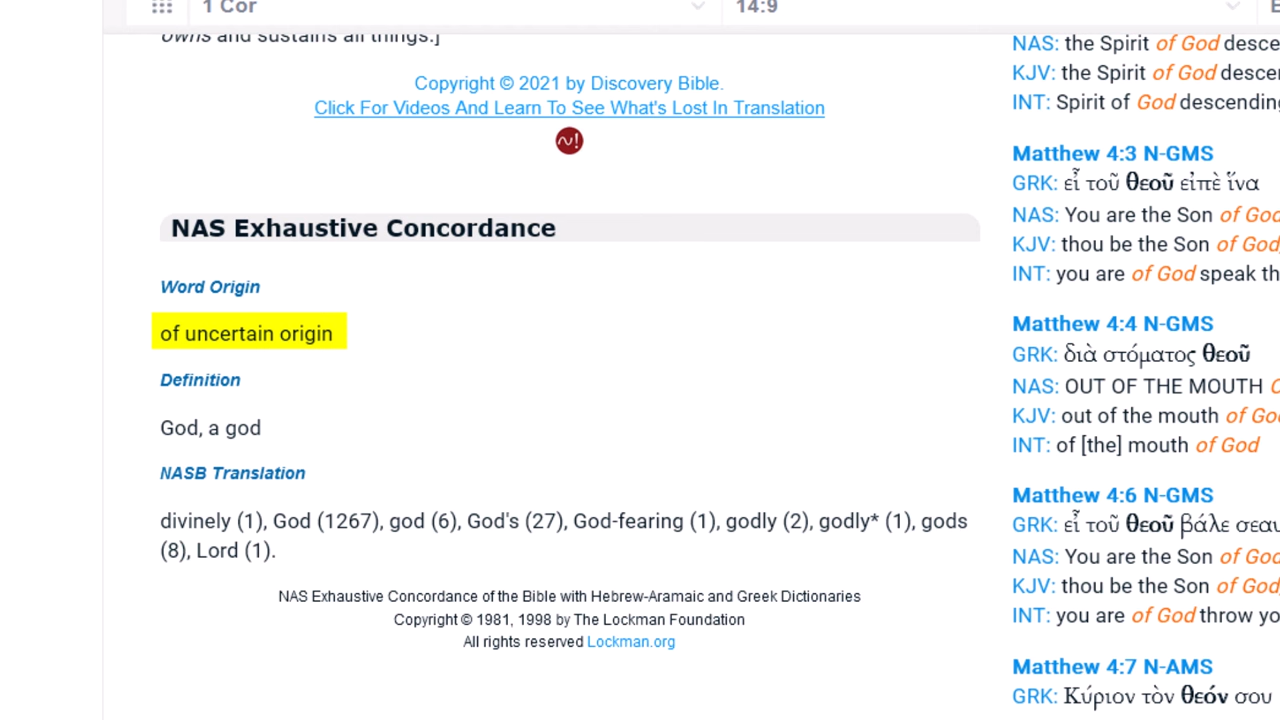 1 Cor
14:9
owns and sustains all things.]
Copyright © 2021 by Discovery Bible.
Click For Videos And Learn To See What's Lost In Translation
NAS Exhaustive Concordance
Word Origin
of uncertain origin
Definition
God, a god
NASB Translation
divinely (1), God (1267), god (6), God's (27), God-fearing (1), godly (2), godly* (1), gods
(8), Lord (1).
NAS Exhaustive Concordance of the Bible with Hebrew-Aramaic and Greek Dictionaries
Copyright © 1981, 1998 by The Lockman Foundation
All rights reserved Lockman.org
NAS: the Spirit of God desce
KJV: the Spirit of God descen
INT: Spirit of God descending
Matthew 4:3 N-GMS
GRK: εἶ τοῦ θεοῦ εἰπὲ ἵνα
NAS: You are the Son of God
KJV: thou be the Son of God,
INT: you are of God speak th
Matthew 4:4 N-GMS
GRK: διὰ στόματος θεοῦ
NAS: OUT OF THE MOUTH
KJV: out of the mouth of God
INT: of [the] mouth of God
Matthew 4:6 N-GMS
GRK: εἶ τοῦ θεοῦ βάλε σεαυ
NAS: You are the Son of God
KJV: thou be the Son of God,
INT: you are of God throw yo
Matthew 4:7 N-AMS
GRK: Κύριον τὸν θεόν σου